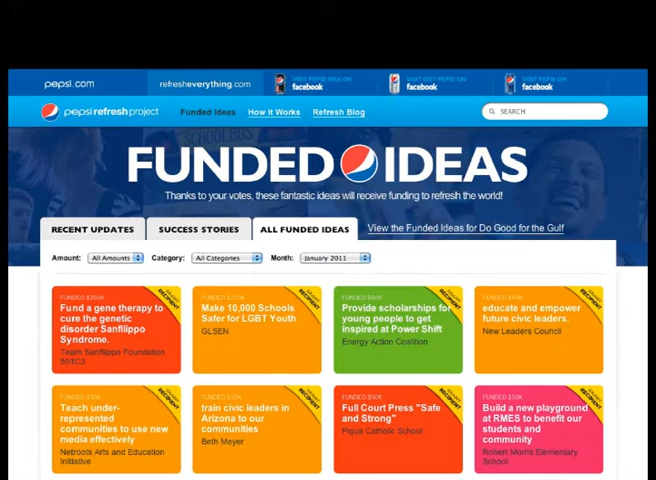 pepsi.com
refresheverything.com
facebook
facebook
facebook
pepsi refresh project
Funded Ideas
How It Works
Refresh Blog
SEARCH
FUNDED IDEAS
Thanks to your votes, these fantastic ideas will receive funding to refresh the world!
RECENT UPDATES
SUCCESS STORIES
ALL FUNDED IDEAS
View the Funded Ideas for Do Good for the Gulf
Amount: All Amounts
Category: All Categories
Month: January 2011
Fund a gene therapy to
cure the genetic
disorder Sanfilippo
Syndrome.
Team Sanfilippo Foundation
501C3
Make 10,000 Schools
Safer for LGBT Youth
GLSEN
Provide scholarships for
young people to get
inspired at Power Shift
Energy Action Coalition
educate and empower
future civic leaders.
New Leaders Council
Teach under-
represented
communities to use new
media effectively
Netroots Arts and Education
Initiative
train civic leaders in
Arizona to our
communities
Beth Meyer
Full Court Press "Safe
and Strong"
Piqua Catholic School
Build a new playground
at RMES to benefit our
students and
community
Robert Morris Elementary
School